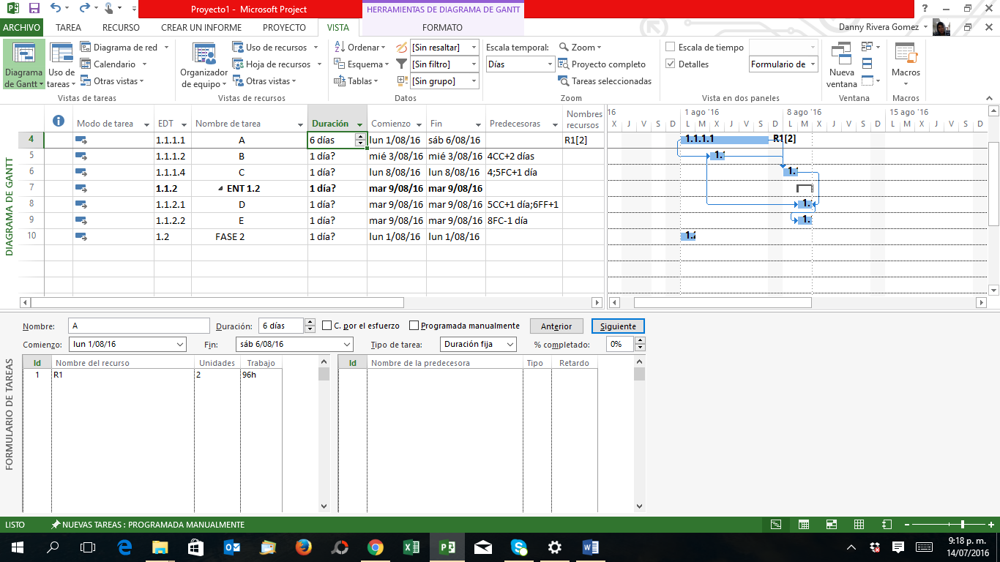 Proyecto1 - Microsoft Project
HERRAMIENTAS DE DIAGRAMA DE GANTT
?
ARCHIVO TAREA RECURSO CREAR UN INFORME PROYECTO VISTA FORMATO Danny Rivera Gomez
Diagrama de Gantt
Uso de tareas
Diagrama de red
Calendario
Otras vistas
Vistas de tareas
Organizador de equipo
Uso de recursos
Hoja de recursos
Otras vistas
Vistas de recursos
Ordenar
Esquema
Tablas
[Sin resaltar]
[Sin filtro]
[Sin grupo]
Datos
Escala temporal:
Días
Zoom
Proyecto completo
Tareas seleccionadas
Zoom
Escala de tiempo
Detalles Formulario de
Vista en dos paneles
Nueva ventana
Ventana
Macros
Macros
DIAGRAMA DE GANTT
Modo de tarea EDT Nombre de tarea Duración Comienzo Fin Predecesoras Nombres recursos
4 1.1.1.1 A 6 días lun 1/08/16 sáb 6/08/16 R1[2]
5 1.1.1.2 B 1 día? mié 3/08/16 mié 3/08/16 4CC+2 días
6 1.1.1.4 C 1 día? lun 8/08/16 lun 8/08/16 4;5FC+1 día
7 1.1.2 ENT 1.2 1 día? mar 9/08/16 mar 9/08/16
8 1.1.2.1 D 1 día? mar 9/08/16 mar 9/08/16 5CC+1 día;6FF+1
9 1.1.2.2 E 1 día? mar 9/08/16 mar 9/08/16 8FC-1 día
10 1.2 FASE 2 1 día? lun 1/08/16 lun 1/08/16
16 1 ago '16 8 ago '16 15 ago '16
X J V S D L M X J V S D L M X J V S D L M X J V S D
1.1.1.1 R1[2]
1.
1.
1.
1.
1.2
FORMULARIO DE TAREAS
Nombre: A Duración: 6 días C. por el esfuerzo Programada manualmente Anterior Siguiente
Comienzo: lun 1/08/16 Fin: sáb 6/08/16 Tipo de tarea: Duración fija % completado: 0%
Id Nombre del recurso Unidades Trabajo Id Nombre de la predecesora Tipo Retardo
1 R1 2 96h
LISTO NUEVAS TAREAS : PROGRAMADA MANUALMENTE
9:18 p. m.
14/07/2016